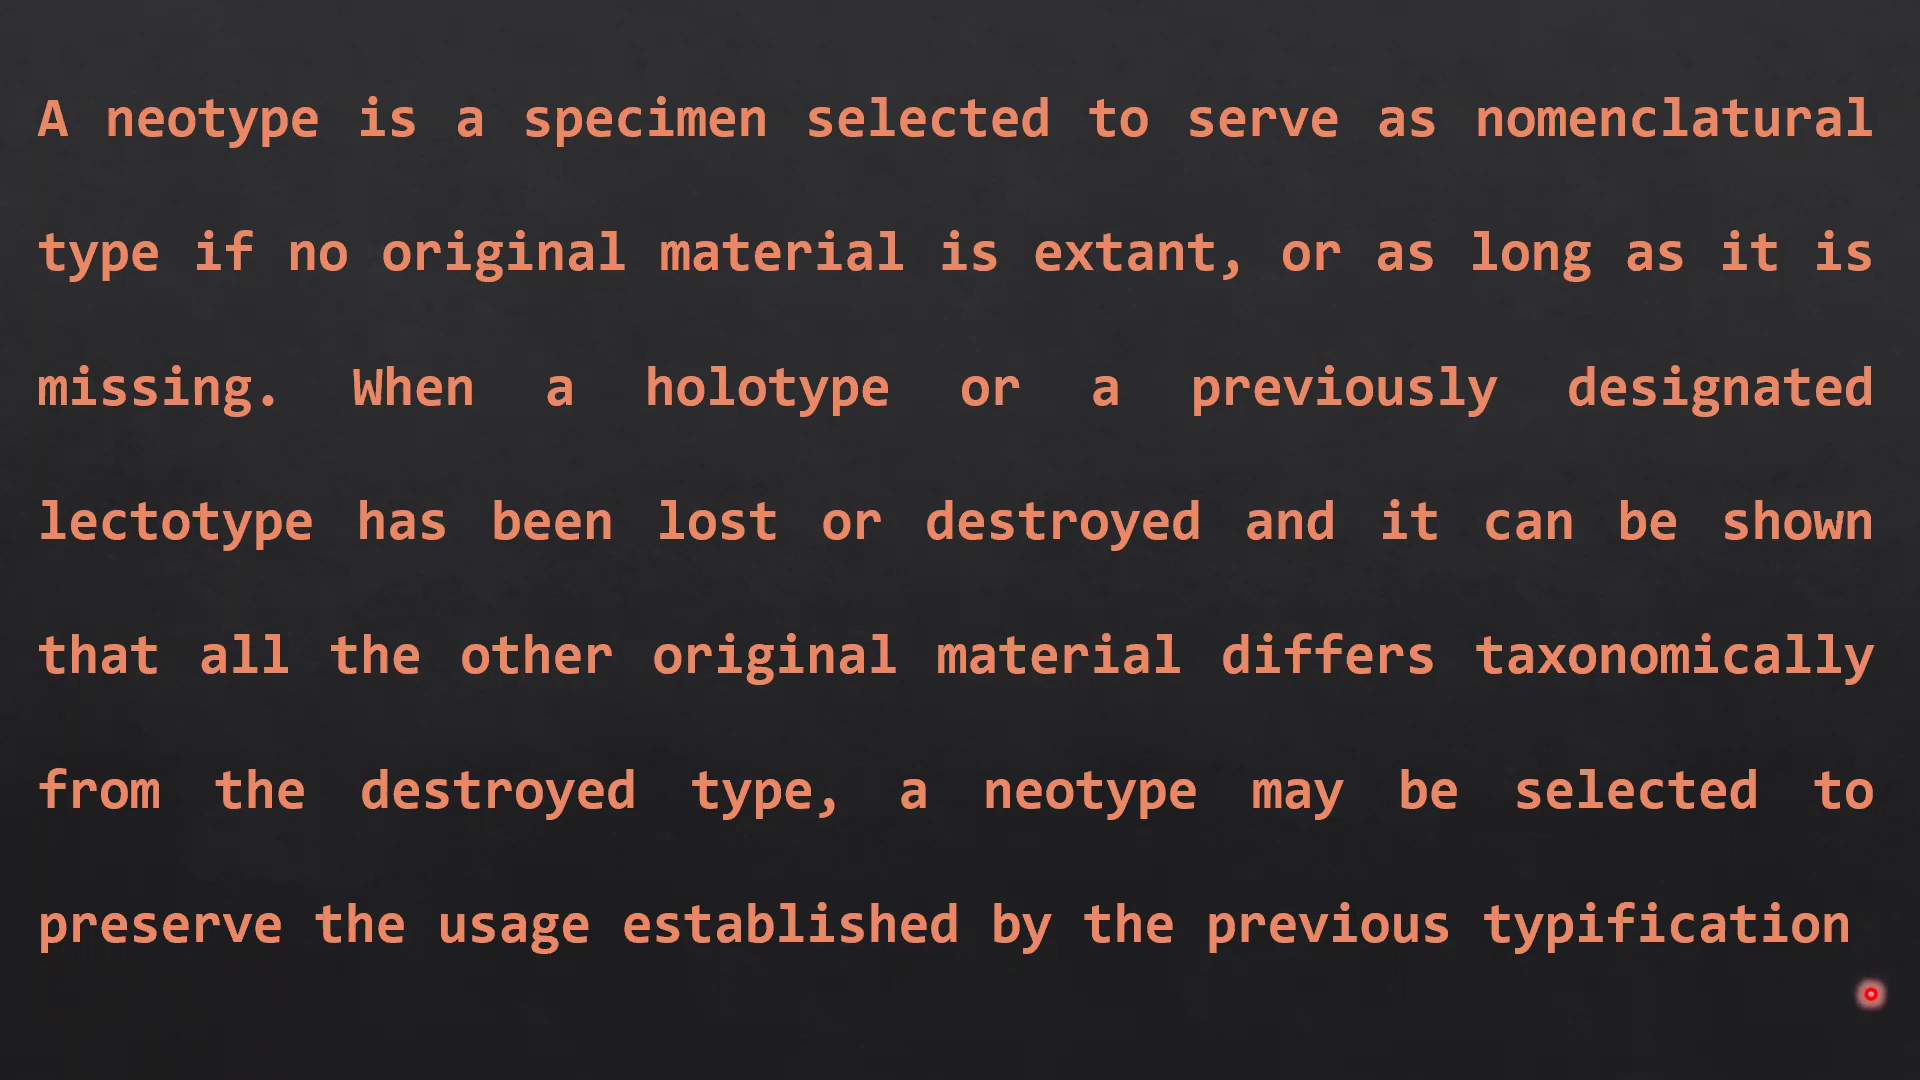 A neotype is a specimen selected to serve as nomenclatural
type if no original material is extant, or as long as it is
missing. When a holotype or a previously designated
lectotype has been lost or destroyed and it can be shown
that all the other original material differs taxonomically
from the destroyed type, a neotype may be selected to
preserve the usage established by the previous typification